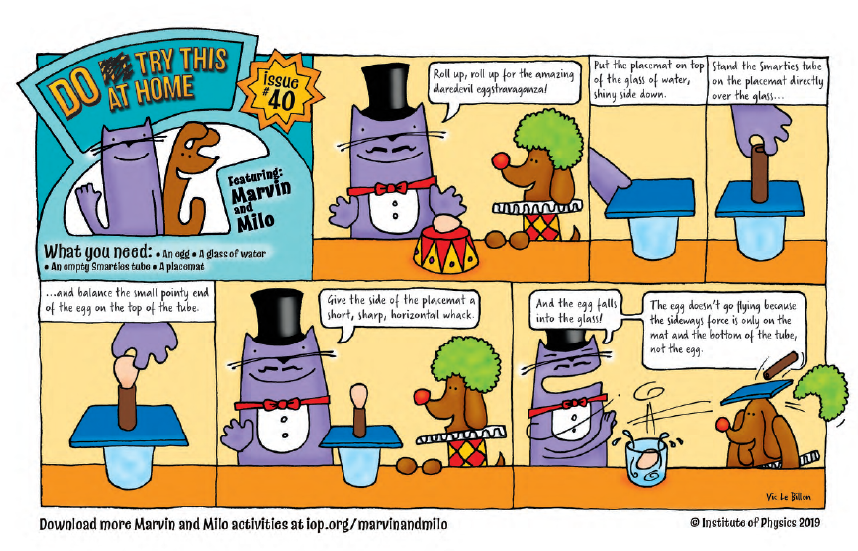 DO TRY THIS
AT HOME
issue
#40
Featuring:
Marvin
and
Milo
What you need: • An egg • A glass of water
• An empty Smarties tube • A placemat
Roll up, roll up for the amazing
daredevil eggstravaganza!
Put the placemat on top
of the glass of water,
shiny side down.
Stand the Smarties tube
on the placemat directly
over the glass...
...and balance the small pointy end
of the egg on the top of the tube.
Give the side of the placemat a
short, sharp, horizontal whack.
And the egg falls
into the glass!
The egg doesn't go flying because
the sideways force is only on the
mat and the bottom of the tube,
not the egg.
Vic Le Billon
Download more Marvin and Milo activities at iop.org/marvinandmilo
© Institute of Physics 2019